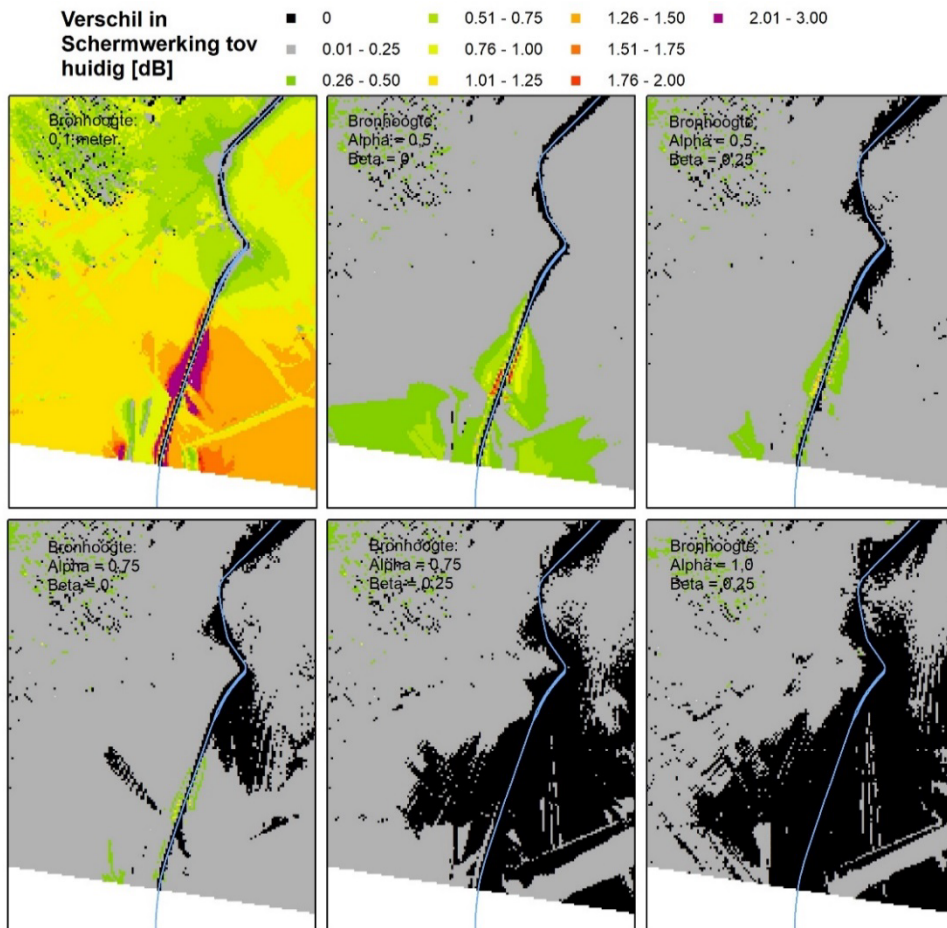 Verschil in
Schermwerking tov
huidig [dB]
0
0.01 - 0.25
0.26 - 0.50
0.51 - 0.75
0.76 - 1.00
1.01 - 1.25
1.26 - 1.50
1.51 - 1.75
1.76 - 2.00
2.01 - 3.00
Bronhoogte:
0.1 meter
Bronhoogte:
Alpha = 0.5
Beta = 0
Bronhoogte:
Alpha = 0.5
Beta = 0.25
Bronhoogte:
Alpha = 0.75
Beta = 0
Bronhoogte:
Alpha = 0.75
Beta = 0.25
Bronhoogte:
Alpha = 1.0
Beta = 0.25